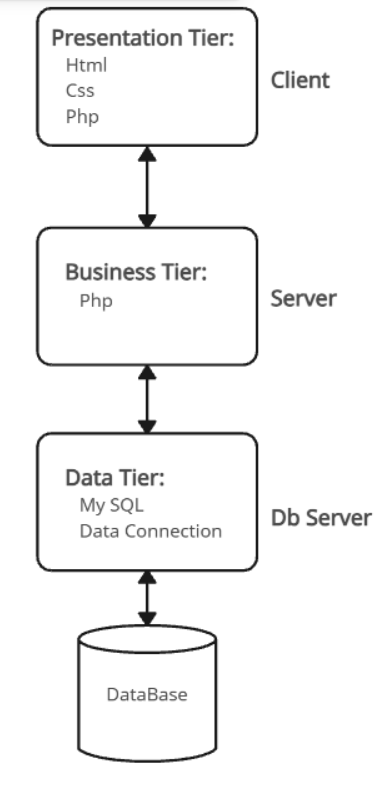 Presentation Tier:
Html
Css
Php
Client
Business Tier:
Php
Server
Data Tier:
My SQL
Data Connection
Db Server
DataBase